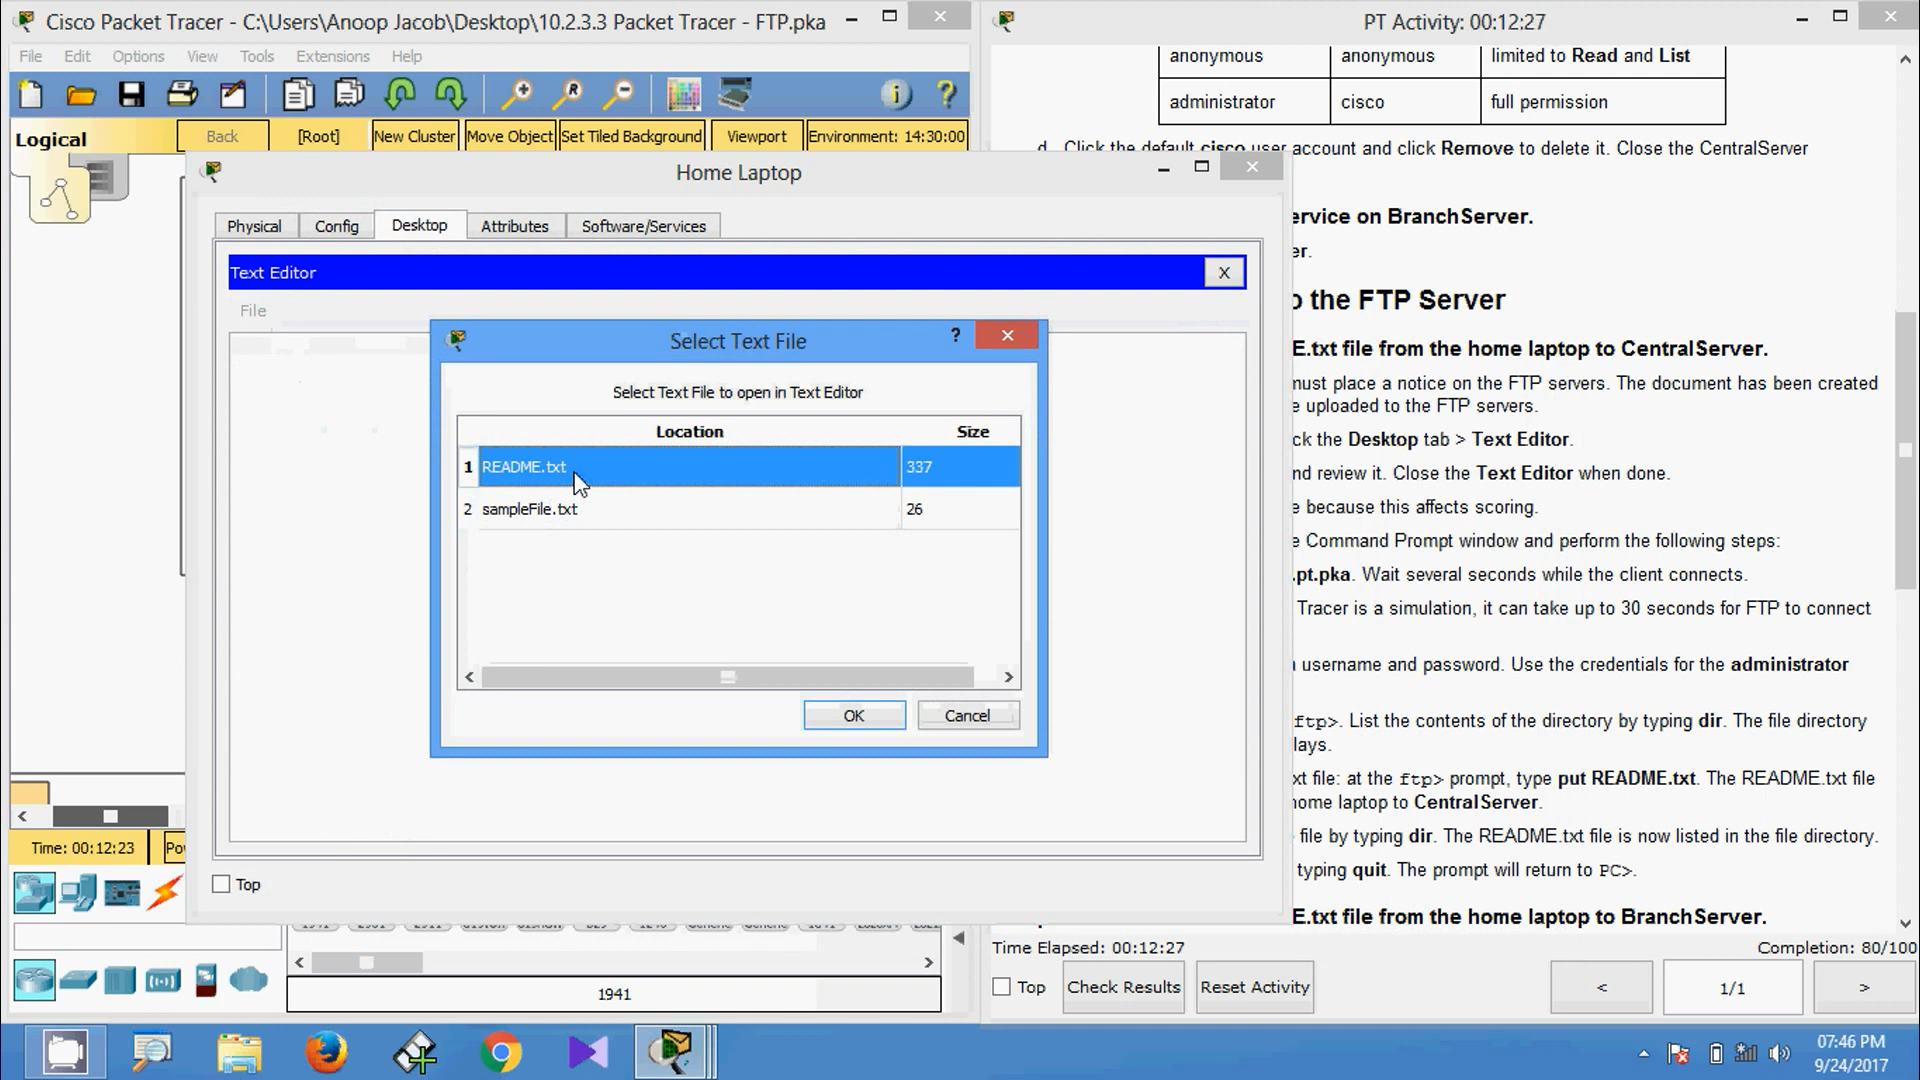 Cisco Packet Tracer - C:\Users\Anoop Jacob\Desktop\10.2.3.3 Packet Tracer - FTP.pka
File Edit Options View Tools Extensions Help
Logical
Back
[Root]
New Cluster
Move Object
Set Tiled Background
Viewport
Environment: 14:30:00
Home Laptop
Physical
Config
Desktop
Attributes
Software/Services
Text Editor
X
File
Select Text File
?
Select Text File to open in Text Editor
Location Size
1 README.txt 337
2 sampleFile.txt 26
OK
Cancel
Top
Time: 00:12:23
Po
1941
PT Activity: 00:12:27
anonymous anonymous limited to Read and List
administrator cisco full permission
d. Click the default cisco user account and click Remove to delete it. Close the CentralServer
ervice on BranchServer.
er.
o the FTP Server
E.txt file from the home laptop to CentralServer.
must place a notice on the FTP servers. The document has been created
e uploaded to the FTP servers.
ck the Desktop tab > Text Editor.
nd review it. Close the Text Editor when done.
e because this affects scoring.
e Command Prompt window and perform the following steps:
.pt.pka. Wait several seconds while the client connects.
Tracer is a simulation, it can take up to 30 seconds for FTP to connect
username and password. Use the credentials for the administrator
ftp>. List the contents of the directory by typing dir. The file directory
lays.
xt file: at the ftp> prompt, type put README.txt. The README.txt file
home laptop to CentralServer.
file by typing dir. The README.txt file is now listed in the file directory.
typing quit. The prompt will return to PC>.
E.txt file from the home laptop to BranchServer.
Time Elapsed: 00:12:27
Completion: 80/100
Top
Check Results
Reset Activity
<
1/1
>
07:46 PM
9/24/2017